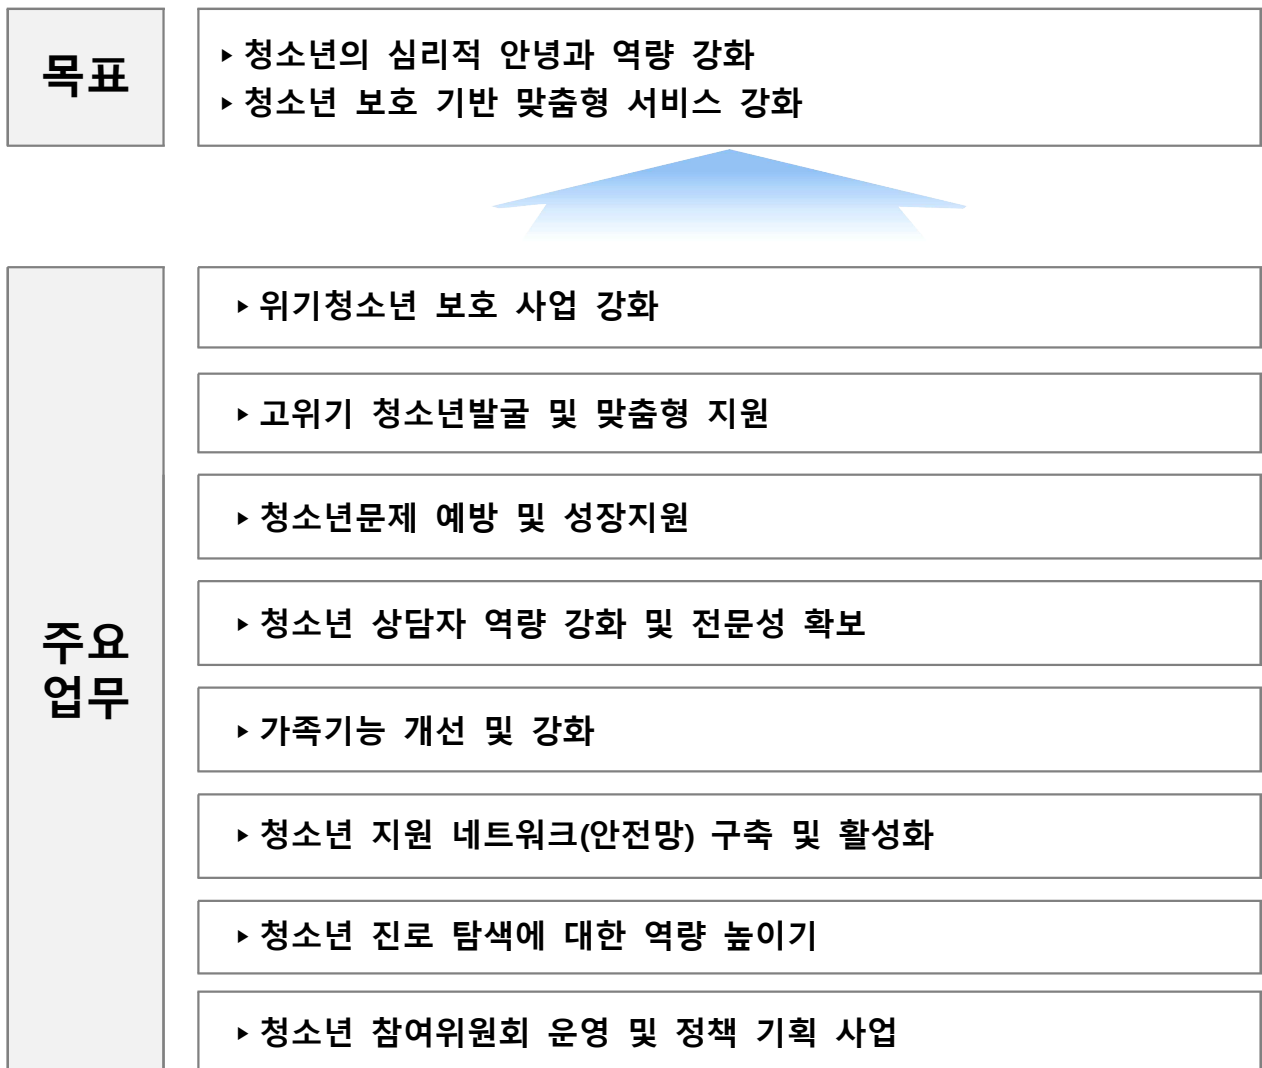 목표
▸청소년의 심리적 안녕과 역량 강화
▸청소년 보호 기반 맞춤형 서비스 강화
주요
업무
▸위기청소년 보호 사업 강화
▸고위기 청소년발굴 및 맞춤형 지원
▸청소년문제 예방 및 성장지원
▸청소년 상담자 역량 강화 및 전문성 확보
▸가족기능 개선 및 강화
▸청소년 지원 네트워크(안전망) 구축 및 활성화
▸청소년 진로 탐색에 대한 역량 높이기
▸청소년 참여위원회 운영 및 정책 기획 사업